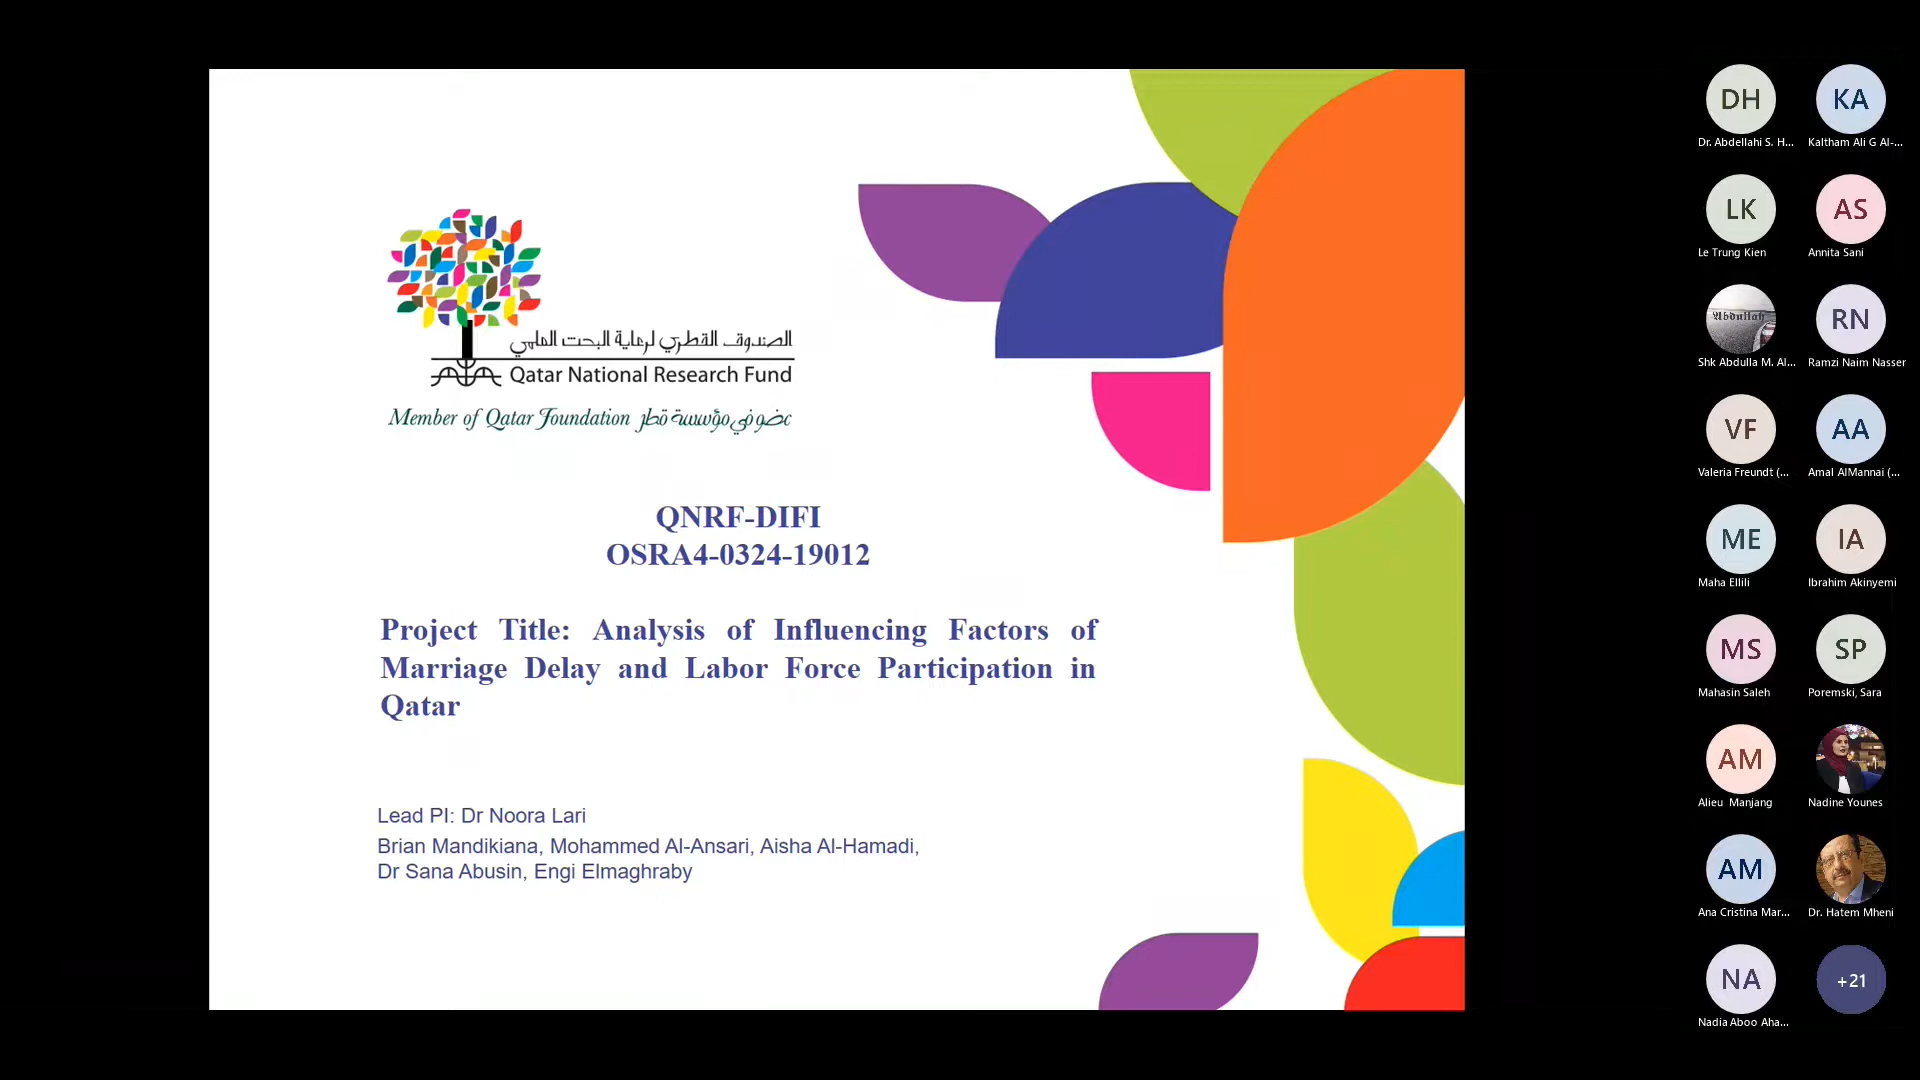 الصندوق القطري لرعاية البحث العلمي
Qatar National Research Fund
Member of Qatar Foundation عضو في مؤسسة قطر
QNRF-DIFI
OSRA4-0324-19012
Project Title: Analysis of Influencing Factors of
Marriage Delay and Labor Force Participation in
Qatar
Lead PI: Dr Noora Lari
Brian Mandikiana, Mohammed Al-Ansari, Aisha Al-Hamadi,
Dr Sana Abusin, Engi Elmaghraby
DH KA
Dr. Abdellahi S. H... Kaltham Ali G Al-...
LK AS
Le Trung Kien Annita Sani
Abdullah RN
Shk Abdulla M. Al... Ramzi Naim Nasser
VF AA
Valeria Freundt (... Amal AlMannai (...
ME IA
Maha Ellili Ibrahim Akinyemi
MS SP
Mahasin Saleh Poremski, Sara
AM
Alieu Manjang Nadine Younes
AM
Ana Cristina Mar... Dr. Hatem Mheni
NA +21
Nadia Aboo Aha...